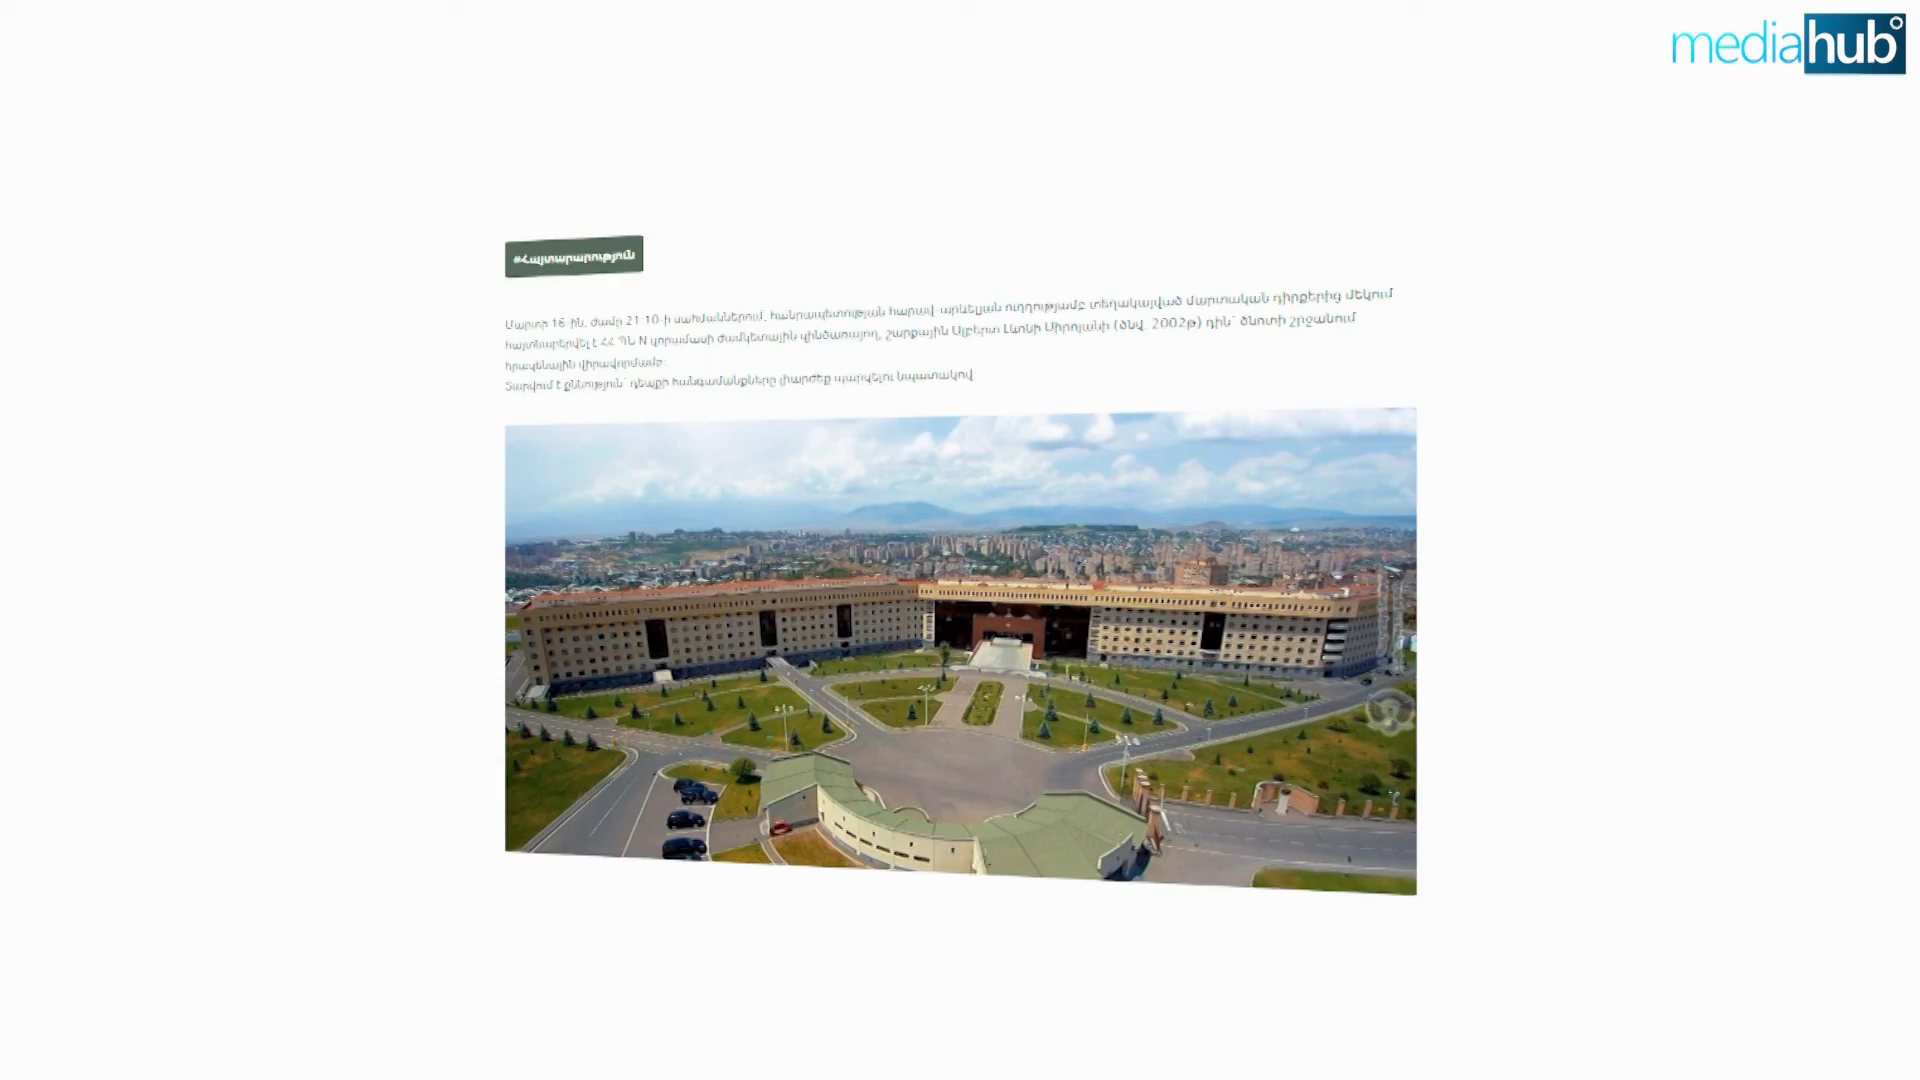 mediahub
#Հայտարարություն
Մարտի 16-ին, ժամը 21:10-ի սահմաններում, հանրապետության հարավ-արևելյան ուղղությամբ տեղակայված մարտական դիրքերից մեկում
հայտնաբերվել է ՀՀ ՊՆ N զորամասի ժամկետային զինծառայող, շարքային Ալբերտ Լևոնի Միրոյանի (ծնվ. 2002թ) դին՝ ծնոտի շրջանում
հրազենային վիրավորմամբ:
Տարվում է քննություն՝ դեպքի հանգամանքները լիարժեք պարզելու նպատակով